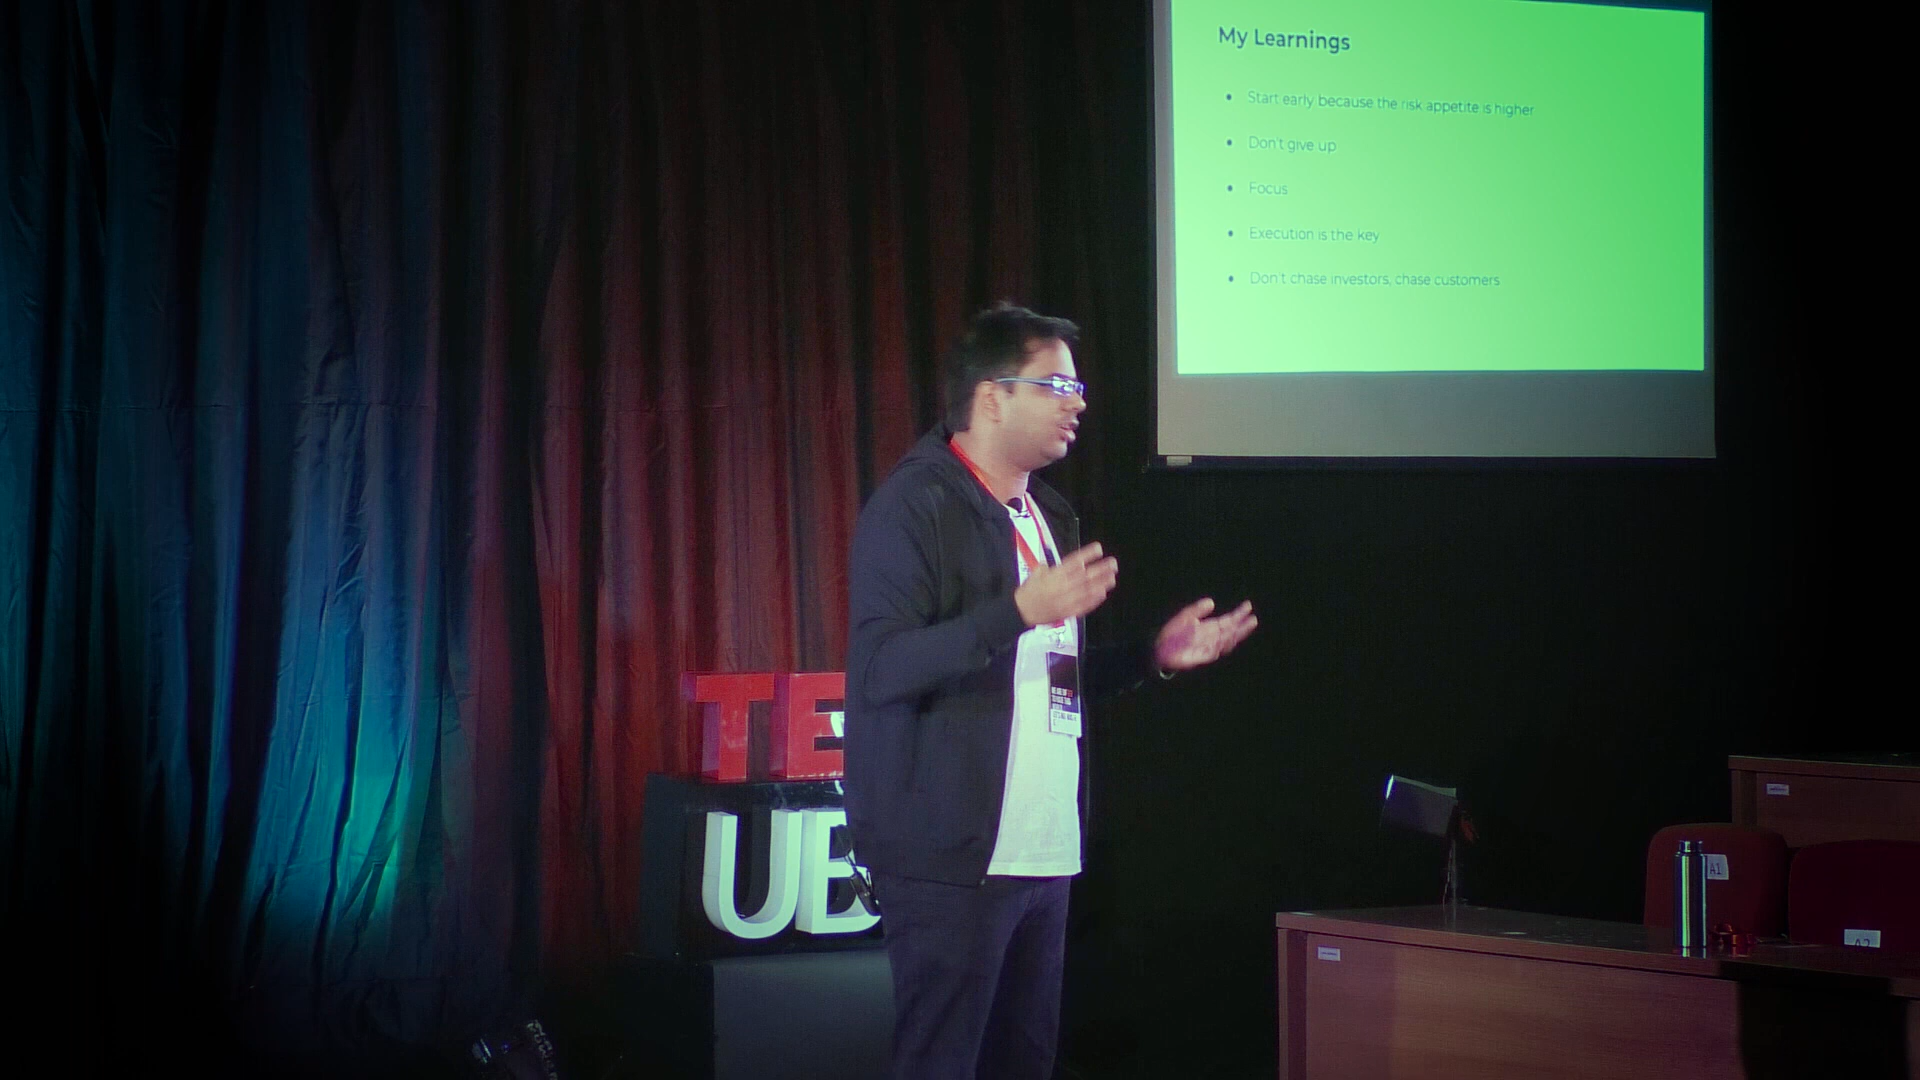 My Learnings
• Start early because the risk appetite is higher
• Don't give up
• Focus
• Execution is the key
• Don't chase investors, chase customers
TE
UB
A1
A2